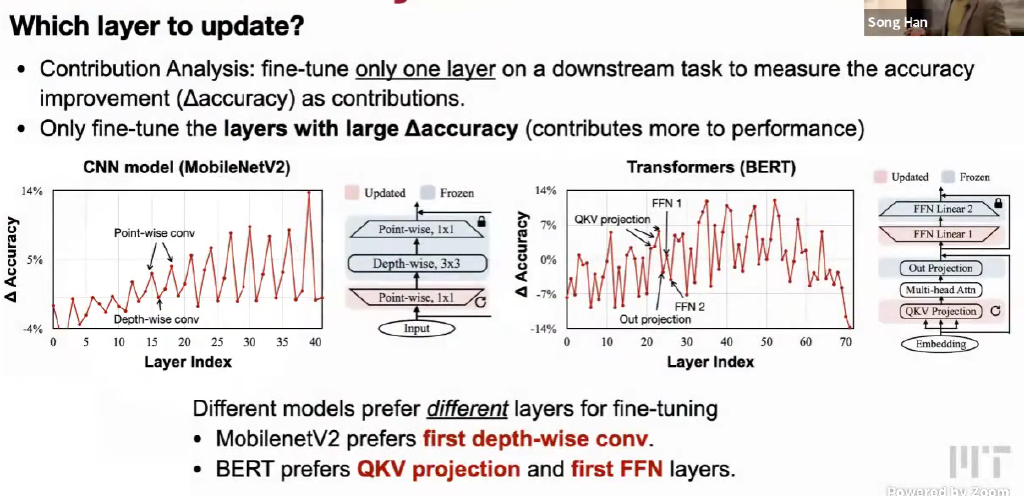 Song Han
Which layer to update?
• Contribution Analysis: fine-tune only one layer on a downstream task to measure the accuracy
improvement (Δaccuracy) as contributions.
• Only fine-tune the layers with large Δaccuracy (contributes more to performance)
CNN model (MobileNetV2)
14%
5%
-4%
Δ Accuracy
Point-wise conv
Depth-wise conv
0 5 10 15 20 25 30 35 40
Layer Index
Updated Frozen
Point-wise, 1x1
Depth-wise, 3x3
Point-wise, 1x1
Input
Transformers (BERT)
14%
7%
0%
-7%
-14%
Δ Accuracy
FFN 1
QKV projection
FFN 2
Out projection
0 10 20 30 40 50 60 70
Layer Index
Updated Frozen
FFN Linear 2
FFN Linear 1
Out Projection
Multi-head Attn
QKV Projection
Embedding
Different models prefer different layers for fine-tuning
• MobilenetV2 prefers first depth-wise conv.
• BERT prefers QKV projection and first FFN layers.
MIT
Powered by Zoom